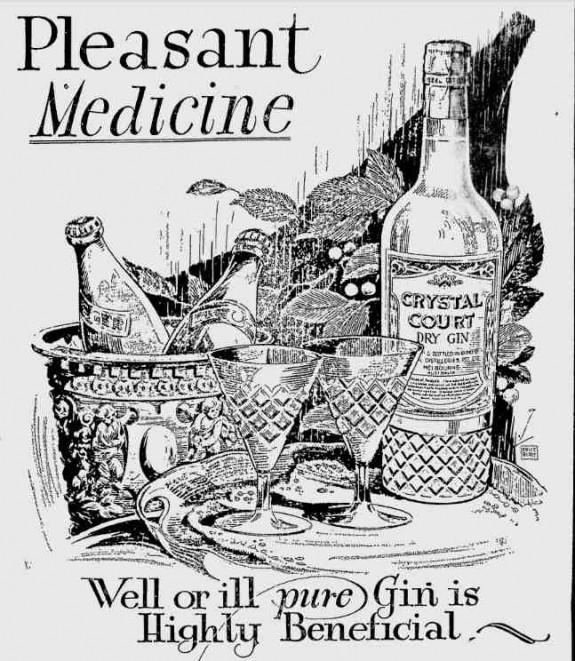 Pleasant
Medicine
CRYSTAL
COURT
DRY GIN
MELBOURNE
Well or ill pure Gin is
Highly Beneficial.